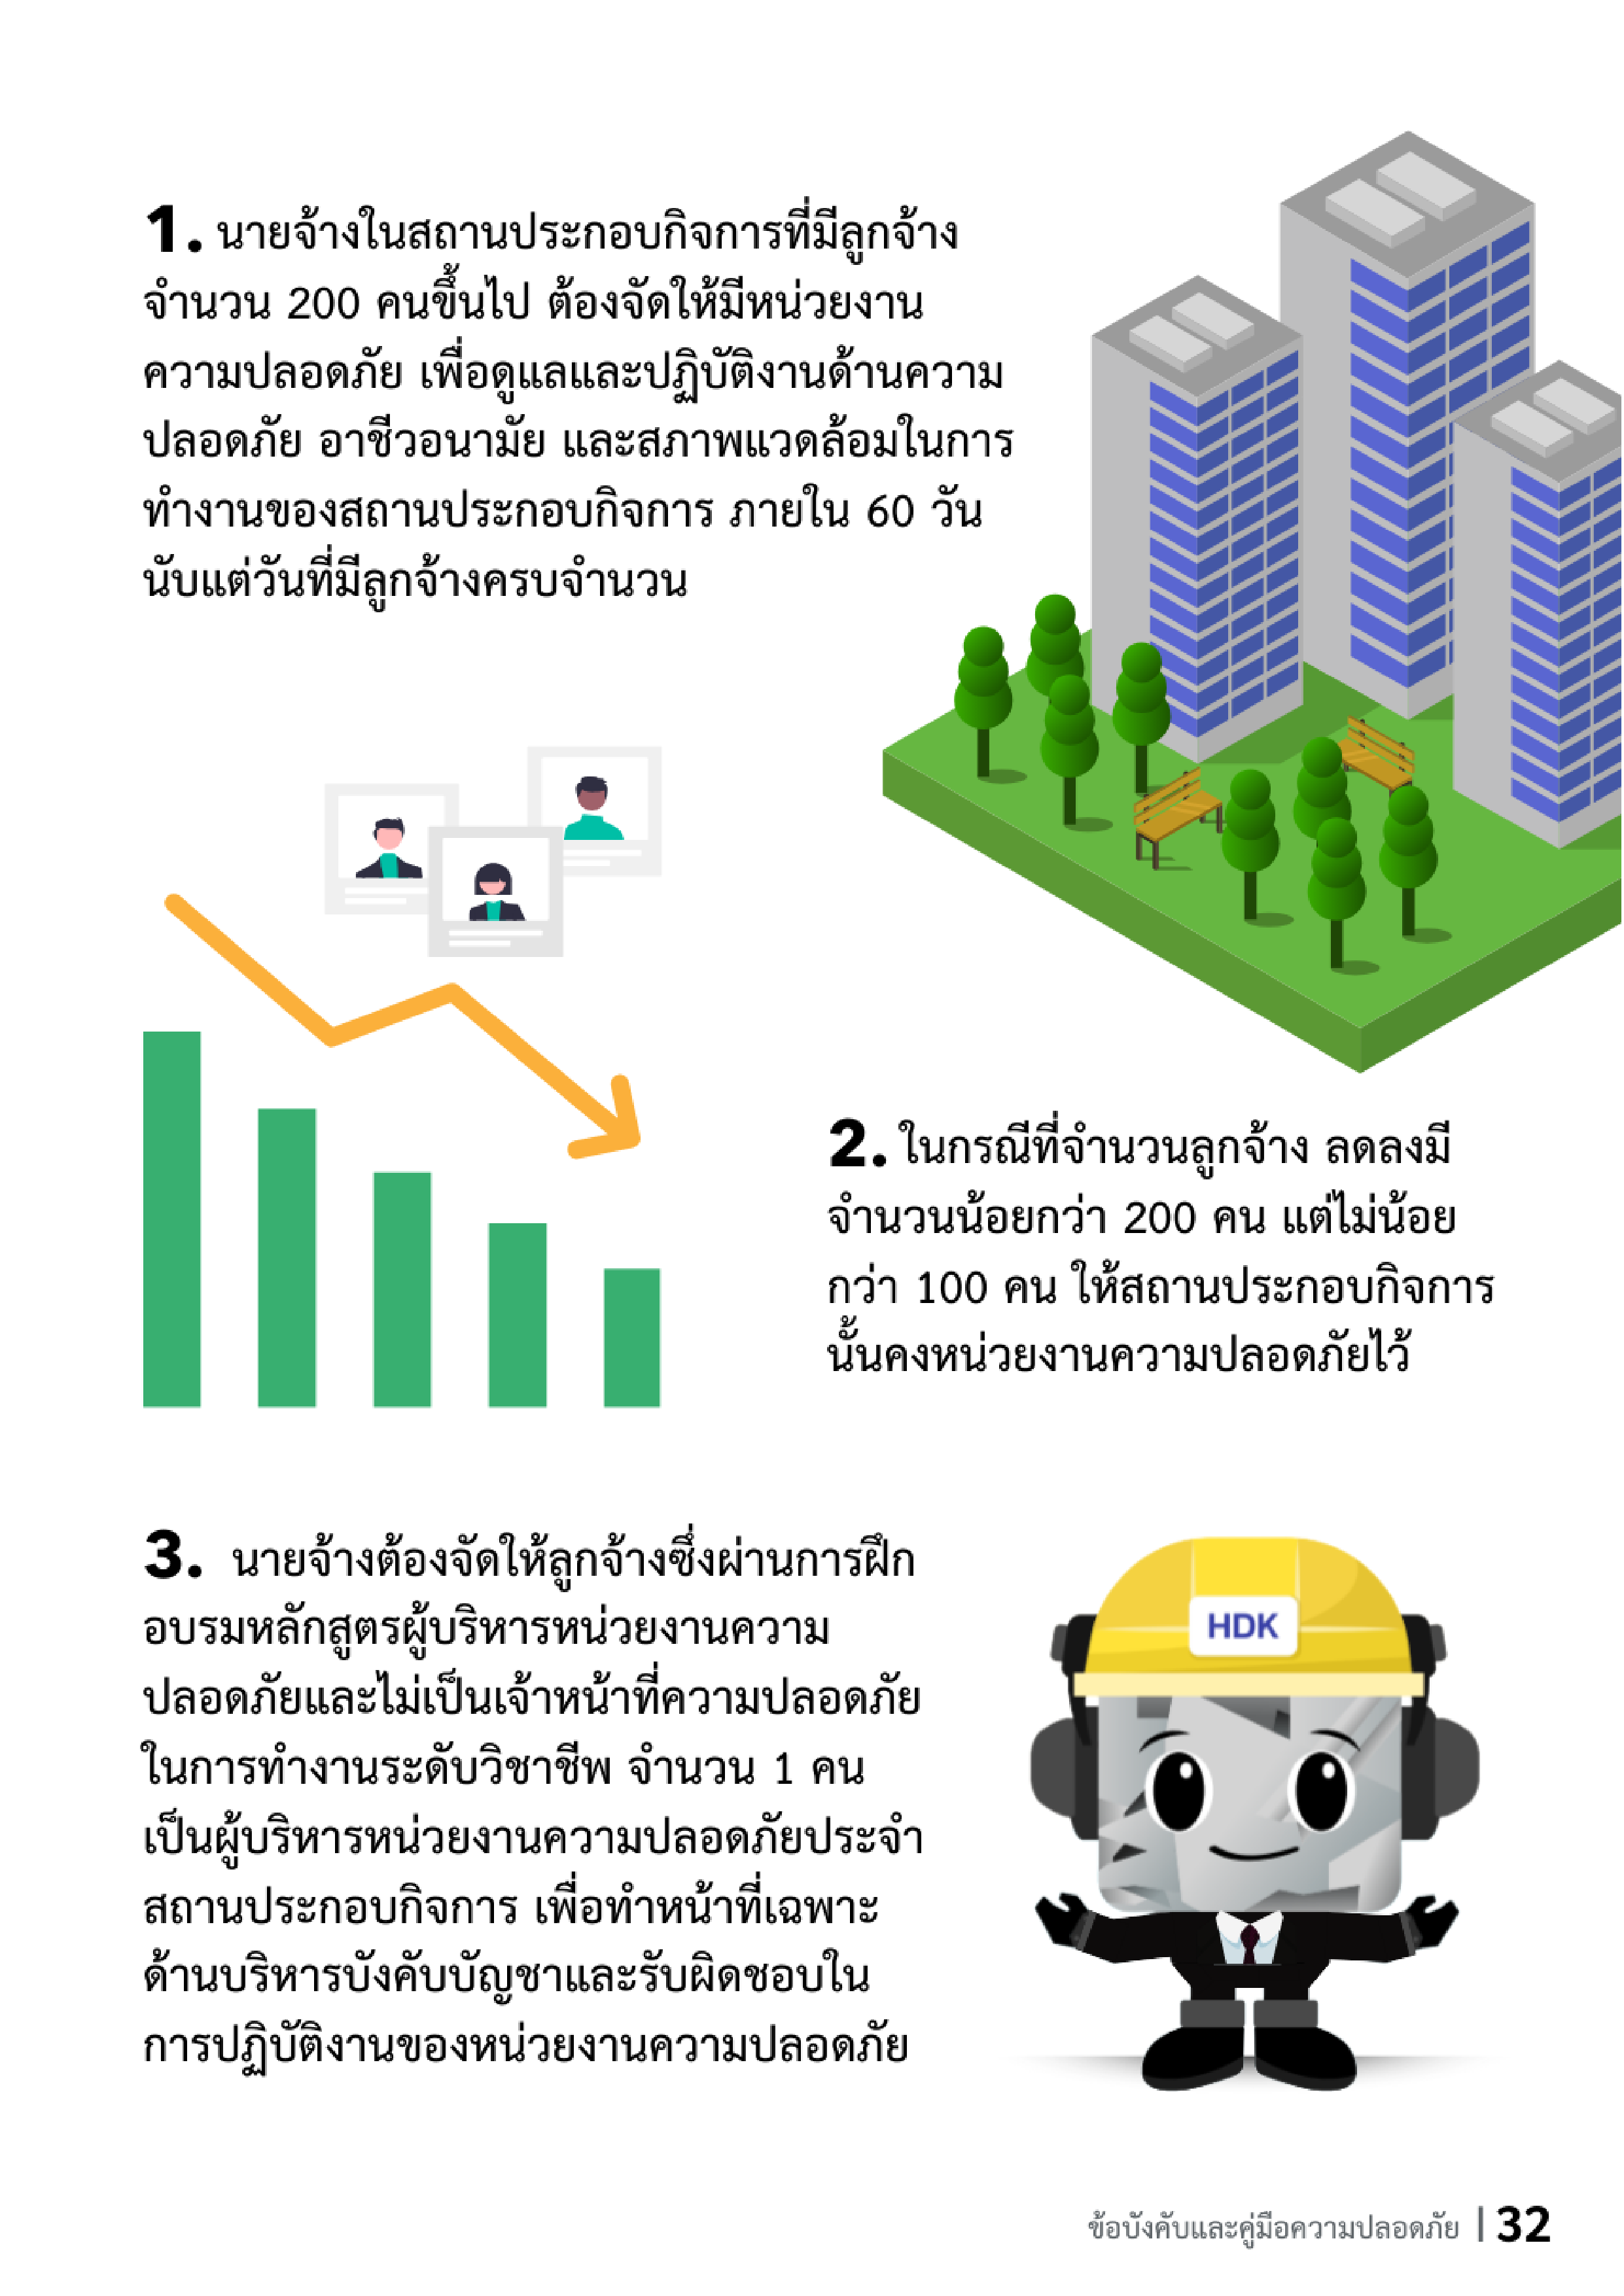 1. นายจ้างในสถานประกอบกิจการที่มีลูกจ้าง
จำนวน 200 คนขึ้นไป ต้องจัดให้มีหน่วยงาน
ความปลอดภัย เพื่อดูแลและปฏิบัติงานด้านความ
ปลอดภัย อาชีวอนามัย และสภาพแวดล้อมในการ
ทำงานของสถานประกอบกิจการ ภายใน 60 วัน
นับแต่วันที่มีลูกจ้างครบจำนวน
2. ในกรณีที่จำนวนลูกจ้าง ลดลงมี
จำนวนน้อยกว่า 200 คน แต่ไม่น้อย
กว่า 100 คน ให้สถานประกอบกิจการ
นั้นคงหน่วยงานความปลอดภัยไว้
3. นายจ้างต้องจัดให้ลูกจ้างซึ่งผ่านการฝึก
อบรมหลักสูตรผู้บริหารหน่วยงานความ
ปลอดภัยและไม่เป็นเจ้าหน้าที่ความปลอดภัย
ในการทำงานระดับวิชาชีพ จำนวน 1 คน
เป็นผู้บริหารหน่วยงานความปลอดภัยประจำ
สถานประกอบกิจการ เพื่อทำหน้าที่เฉพาะ
ด้านบริหารบังคับบัญชาและรับผิดชอบใน
การปฏิบัติงานของหน่วยงานความปลอดภัย
HDK
ข้อบังคับและคู่มือความปลอดภัย | 32